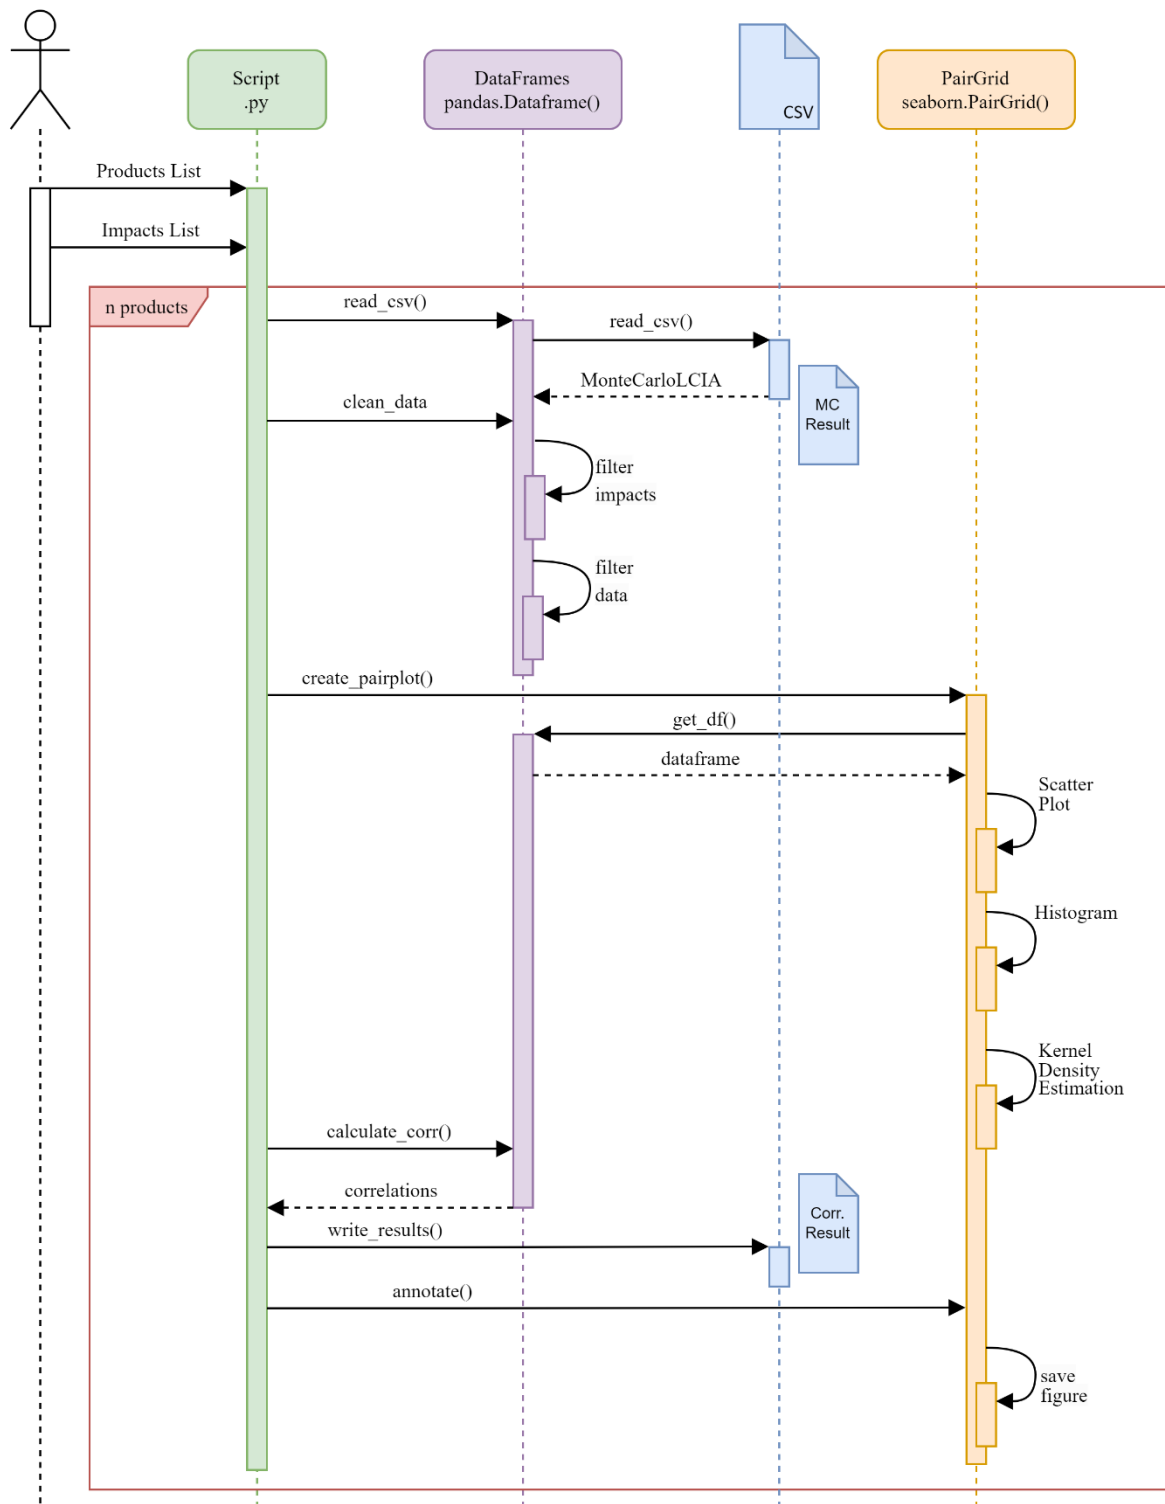 Script
.py
DataFrames
pandas.Dataframe()
CSV
PairGrid
seaborn.PairGrid()
Products List
Impacts List
n products
read_csv()
read_csv()
MonteCarloLCIA
MC
Result
clean_data
filter
impacts
filter
data
create_pairplot()
get_df()
dataframe
Scatter
Plot
Histogram
Kernel
Density
Estimation
calculate_corr()
correlations
Corr.
Result
write_results()
annotate()
save
figure